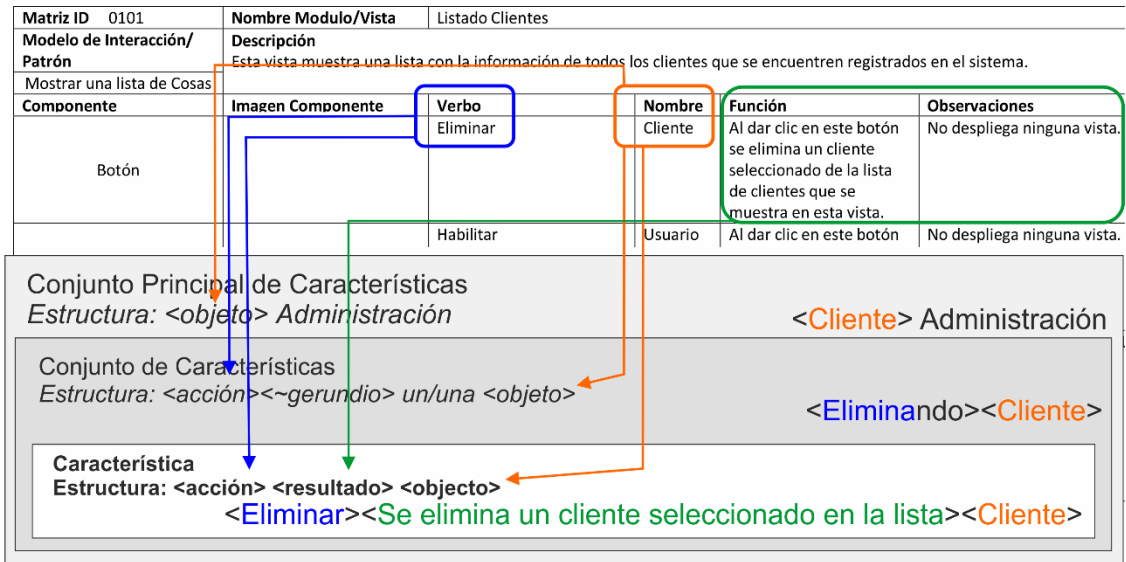 Matriz ID 0101 Nombre Modulo/Vista Listado Clientes
Modelo de Interacción/ Descripción
Patrón Esta vista muestra una lista con la información de todos los clientes que se encuentren registrados en el sistema.
Mostrar una lista de Cosas
Componente Imagen Componente Verbo Nombre Función Observaciones
Botón Eliminar Cliente Al dar clic en este botón No despliega ninguna vista.
se elimina un cliente
seleccionado de la lista
de clientes que se
muestra en esta vista.
Habilitar Usuario Al dar clic en este botón No despliega ninguna vista.
Conjunto Principal de Características
Estructura: <objeto> Administración
<Cliente> Administración
Conjunto de Características
Estructura: <acción><~gerundio> un/una <objeto>
<Eliminando><Cliente>
Característica
Estructura: <acción> <resultado> <objecto>
<Eliminar><Se elimina un cliente seleccionado en la lista><Cliente>